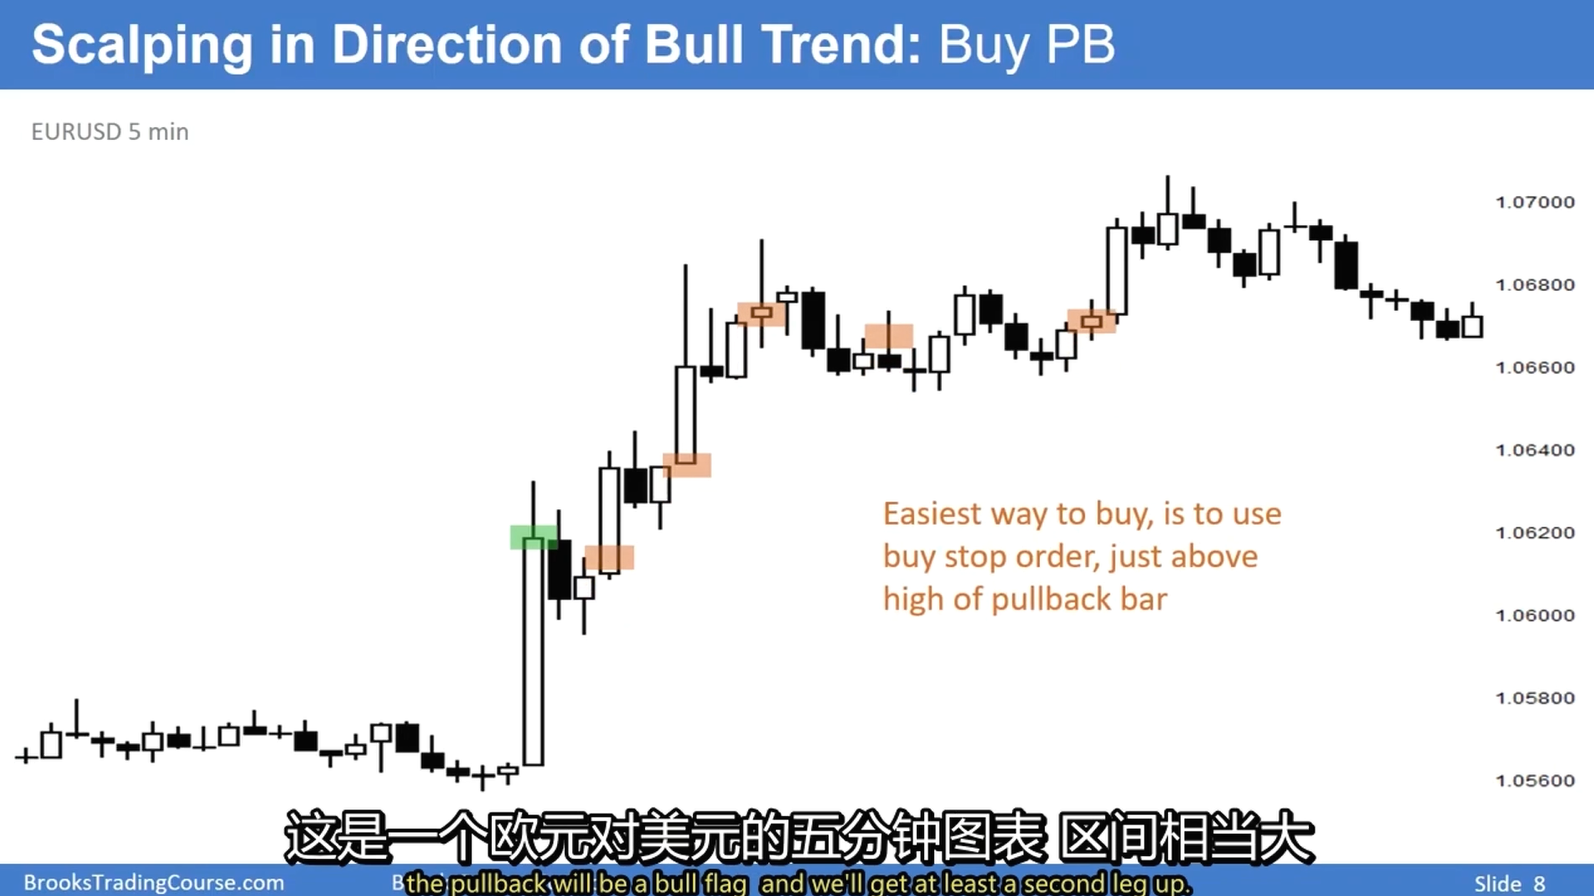 Scalping in Direction of Bull Trend: Buy PB
EURUSD 5 min
1.07000
1.06800
1.06600
1.06400
Easiest way to buy, is to use
buy stop order, just above
high of pullback bar
1.06200
1.06000
1.05800
1.05600
这是一个欧元对美元的五分钟图表 区间相当大
the pullback will be a bull flag and we'll get at least a second leg up.
BrooksTradingCourse.com
Slide 8